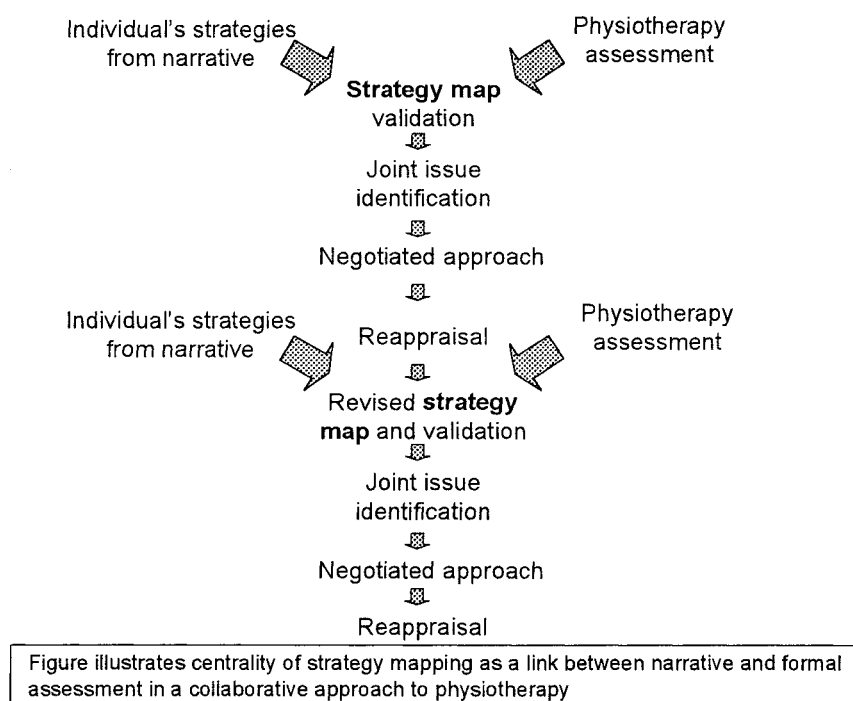 Individual's strategies
from narrative
Physiotherapy
assessment
Strategy map
validation
Joint issue
identification
Negotiated approach
Individual's strategies
from narrative
Physiotherapy
assessment
Reappraisal
Revised strategy
map and validation
Joint issue
identification
Negotiated approach
Reappraisal
Figure illustrates centrality of strategy mapping as a link between narrative and formal
assessment in a collaborative approach to physiotherapy